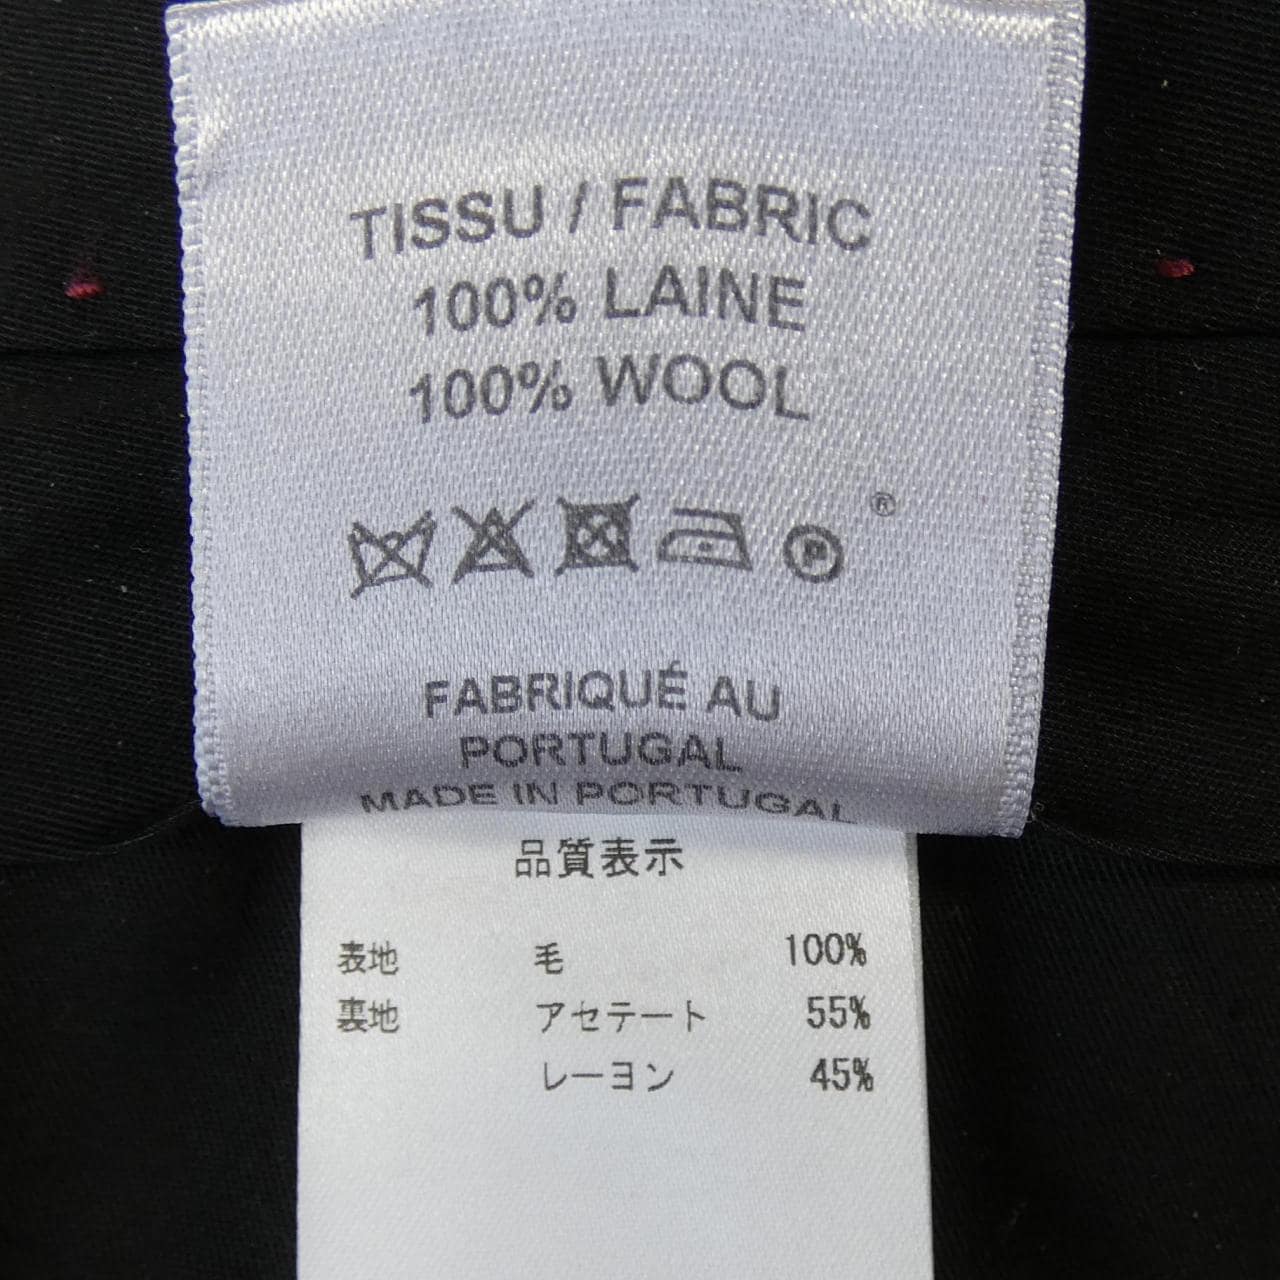 TISSU / FABRIC
100% LAINE
100% WOOL
®
P
FABRIQUÉ AU
PORTUGAL
MADE IN PORTUGAL
品質表示
表地 毛 100%
裏地 アセテート 55%
レーヨン 45%